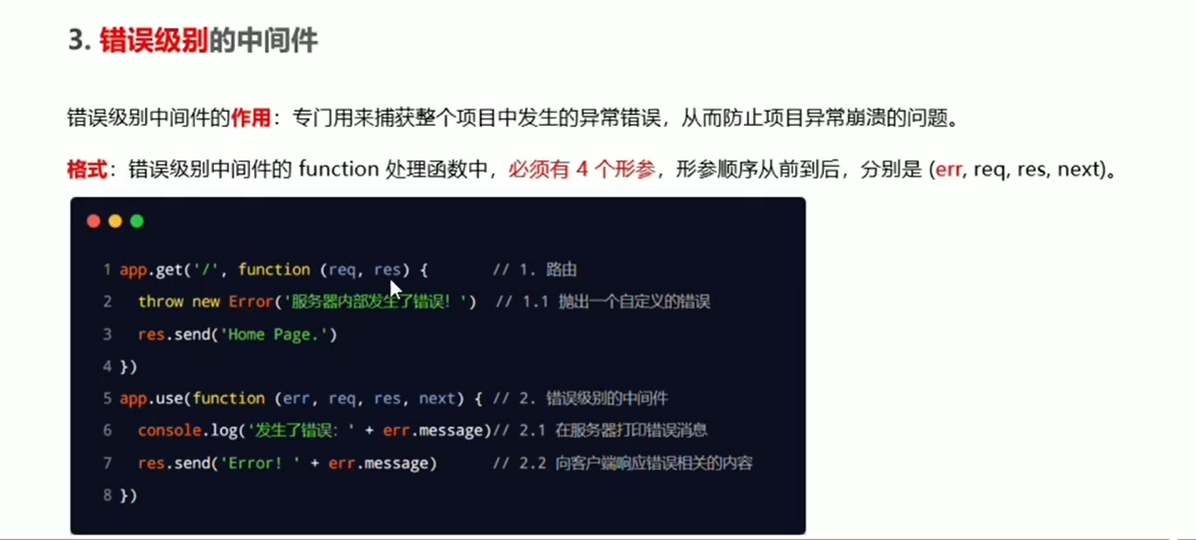 3. 错误级别的中间件
错误级别中间件的作用：专门用来捕获整个项目中发生的异常错误，从而防止项目异常崩溃的问题。
格式：错误级别中间件的 function 处理函数中，必须有 4 个形参，形参顺序从前到后，分别是 (err, req, res, next)。
1 app.get('/', function (req, res) { // 1. 路由
2 throw new Error('服务器内部发生了错误！') // 1.1 抛出一个自定义的错误
3 res.send('Home Page.')
4 })
5 app.use(function (err, req, res, next) { // 2. 错误级别的中间件
6 console.log('发生了错误：' + err.message)// 2.1 在服务器打印错误消息
7 res.send('Error! ' + err.message) // 2.2 向客户端响应错误相关的内容
8 })